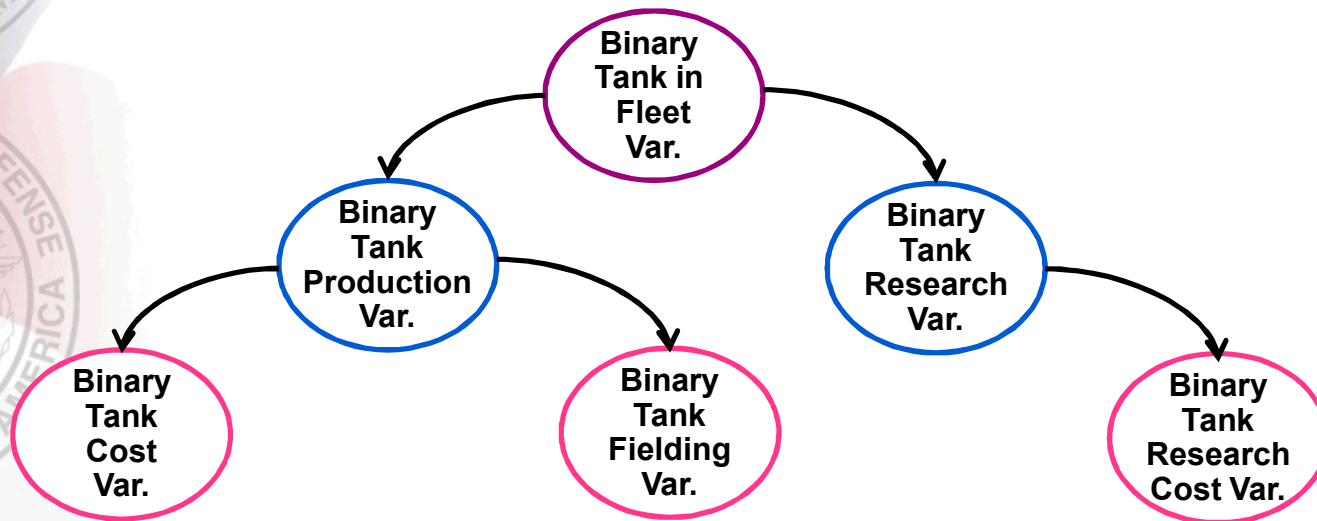 Binary
Tank in
Fleet
Var.
Binary
Tank
Production
Var.
Binary
Tank
Research
Var.
Binary
Tank
Cost
Var.
Binary
Tank
Fielding
Var.
Binary
Tank
Research
Cost Var.
AMERICA